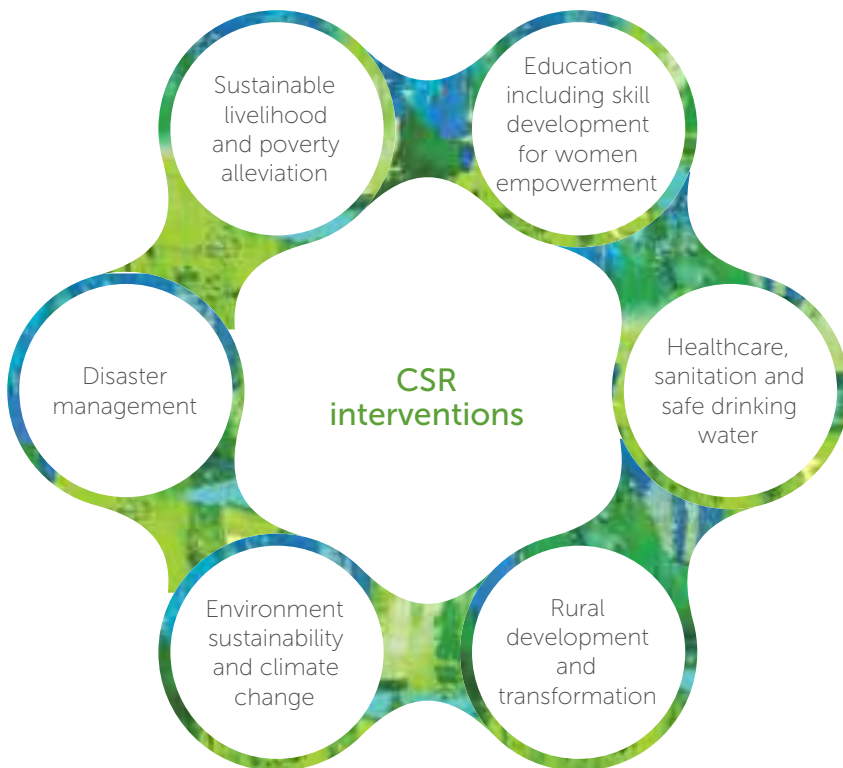 Sustainable
livelihood
and poverty
alleviation
Education
including skill
development
for women
empowerment
Disaster
management
CSR
interventions
Healthcare,
sanitation and
safe drinking
water
Environment
sustainability
and climate
change
Rural
development
and
transformation